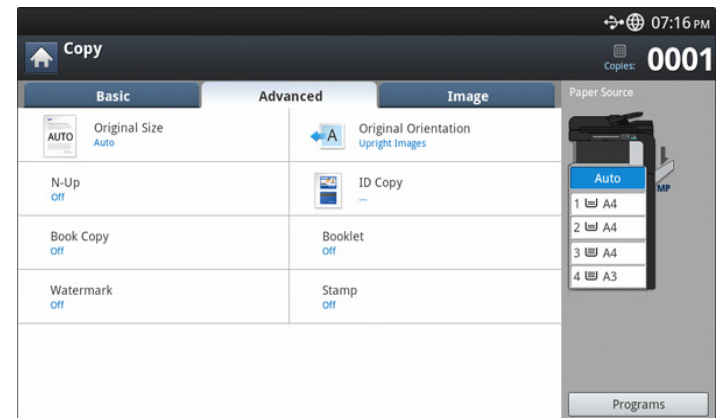 07:16 PM
Copy
Copies: 0001
Basic
Advanced
Image
Paper Source
AUTO
Original Size
Auto
A
Original Orientation
Upright Images
N-Up
Off
ID Copy
...
Book Copy
Off
Booklet
Off
Watermark
Off
Stamp
Off
Auto
MP
1 A4
2 A4
3 A4
4 A3
Programs